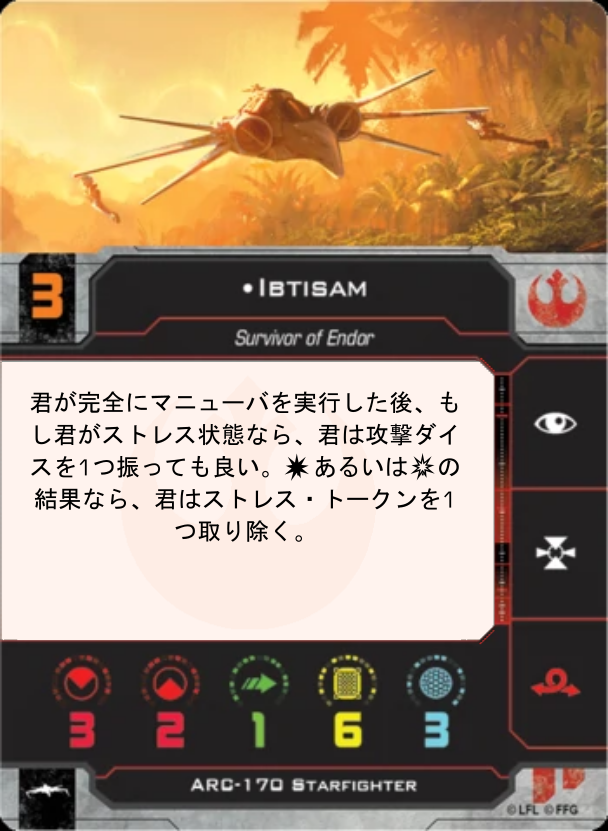 3
•Ibtisam
Survivor of Endor
君が完全にマニューバを実行した後、も
し君がストレス状態なら、君は攻撃ダイ
スを1つ振っても良い。あるいはの
結果なら、君はストレス・トークンを1
つ取り除く。
3 2 1 6 3
ARC-170 Starfighter
©LFL ©FFG